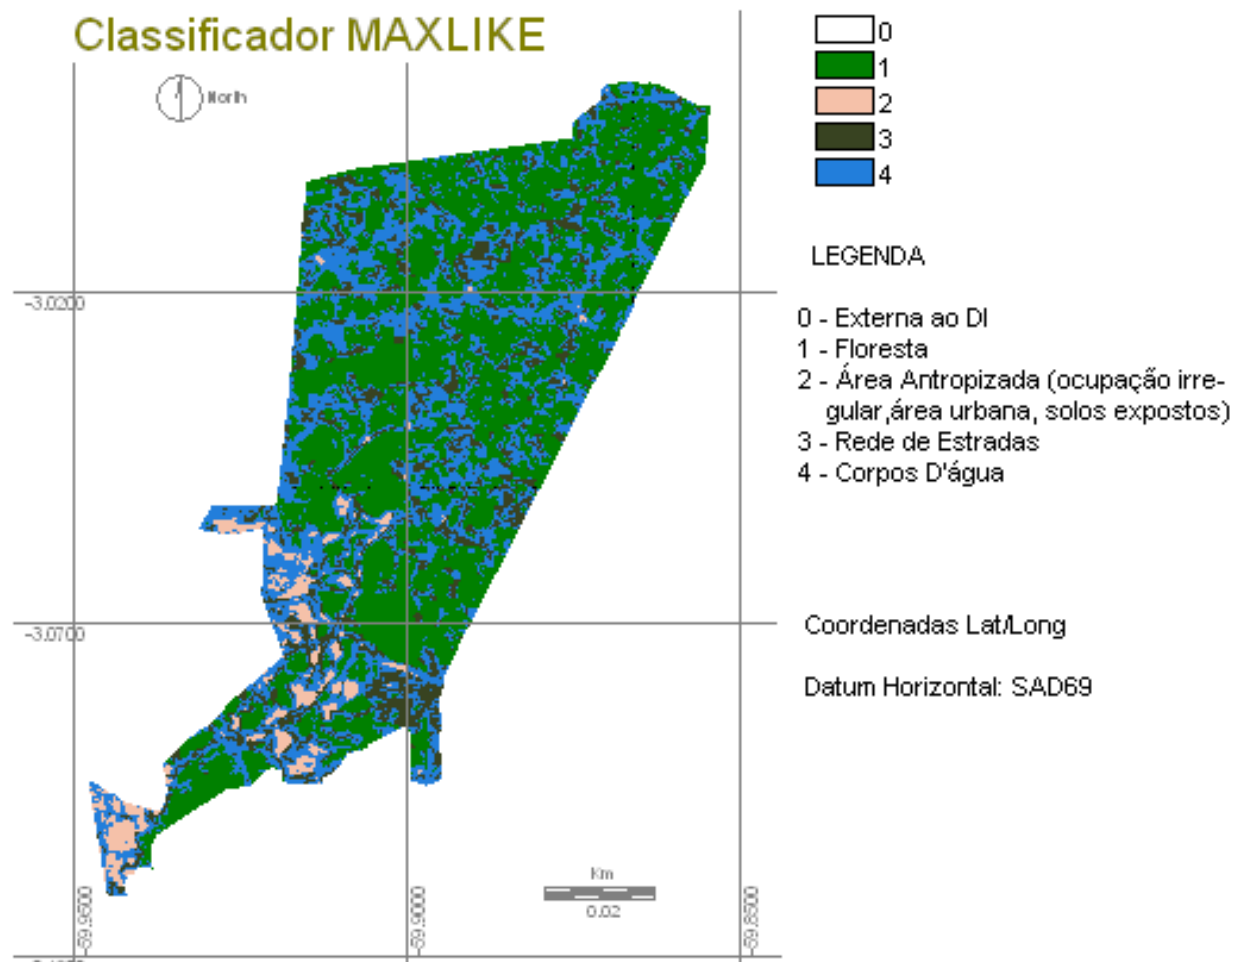 Classificador MAXLIKE
North
0
1
2
3
4
LEGENDA
0 - Externa ao DI
1 - Floresta
2 - Área Antropizada (ocupação irre-
gular,área urbana, solos expostos)
3 - Rede de Estradas
4 - Corpos D'água
-3.0200
-3.0700
Coordenadas Lat/Long
Datum Horizontal: SAD69
Km
0.02
-59.9500
-59.9000
-59.8500